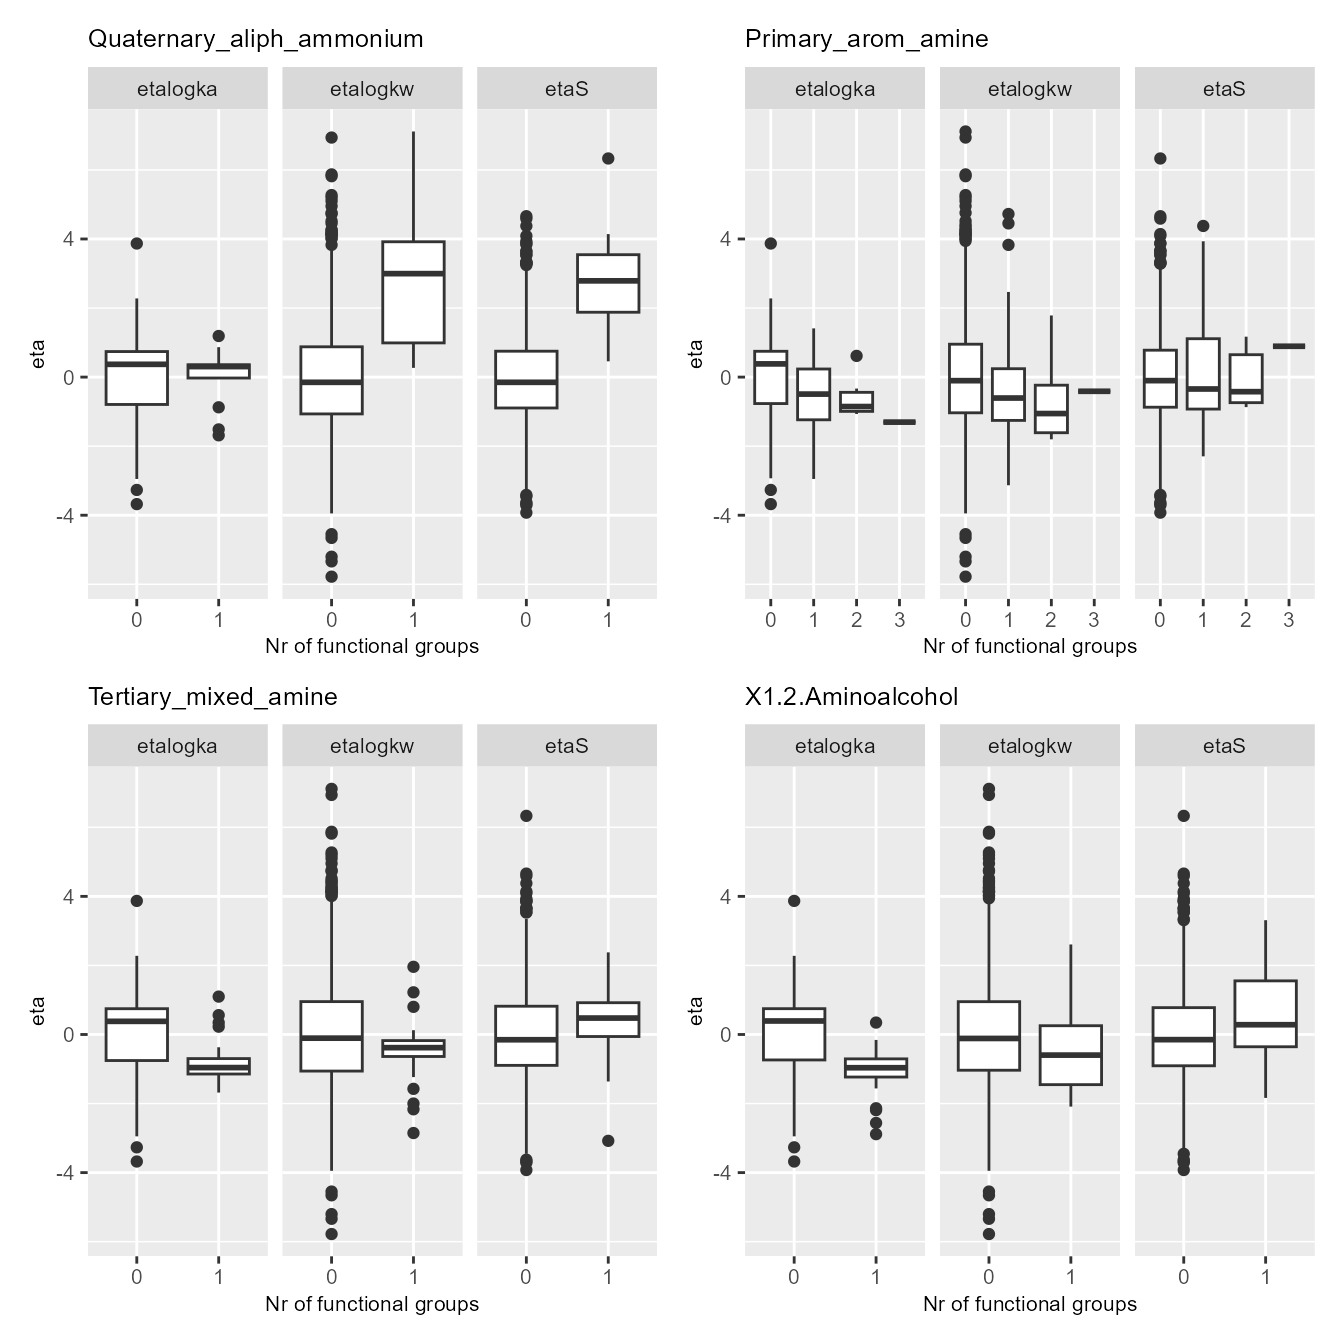 Quaternary_aliph_ammonium
etalogka etalogkw etaS
4
0
-4
eta
0 1 0 1 0 1
Nr of functional groups
Primary_arom_amine
etalogka etalogkw etaS
4
0
-4
eta
0 1 2 3 0 1 2 3 0 1 2 3
Nr of functional groups
Tertiary_mixed_amine
etalogka etalogkw etaS
4
0
-4
eta
0 1 0 1 0 1
Nr of functional groups
X1.2.Aminoalcohol
etalogka etalogkw etaS
4
0
-4
eta
0 1 0 1 0 1
Nr of functional groups